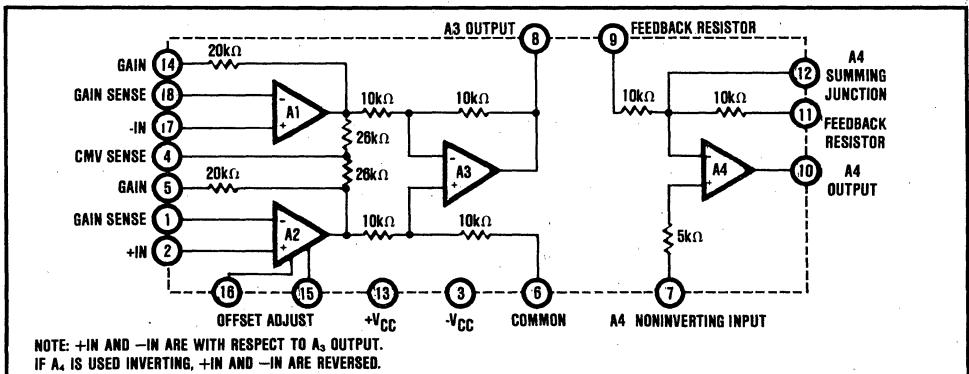 A3 OUTPUT
8
9
FEEDBACK RESISTOR
GAIN 14
20kΩ
12
A4
SUMMING
JUNCTION
GAIN SENSE 18
A1
10kΩ
10kΩ
10kΩ
10kΩ
11
FEEDBACK
RESISTOR
-IN 17
26kΩ
CMV SENSE 4
26kΩ
A3
A4
10
A4
OUTPUT
GAIN 5
20kΩ
GAIN SENSE 1
A2
10kΩ
10kΩ
5kΩ
+IN 2
16
15
13
3
6
7
OFFSET ADJUST
+VCC
-VCC
COMMON
A4 NONINVERTING INPUT
NOTE: +IN AND −IN ARE WITH RESPECT TO A3 OUTPUT.
IF A4 IS USED INVERTING, +IN AND −IN ARE REVERSED.